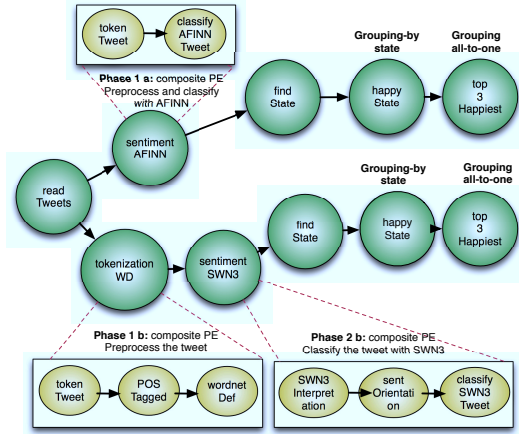 token
Tweet
classify
AFINN
Tweet
Phase 1 a: composite PE
Preprocess and classify
with AFINN
Grouping-by
state
Grouping
all-to-one
find
State
happy
State
top
3
Happiest
sentiment
AFINN
read
Tweets
Grouping-by
state
Grouping
all-to-one
find
State
happy
State
top
3
Happiest
tokenization
WD
sentiment
SWN3
Phase 1 b: composite PE
Preprocess the tweet
Phase 2 b: composite PE
Classify the tweet with SWN3
token
Tweet
POS
Tagged
wordnet
Def
SWN3
Interpret
ation
sent
Orientati
on
classify
SWN3
Tweet